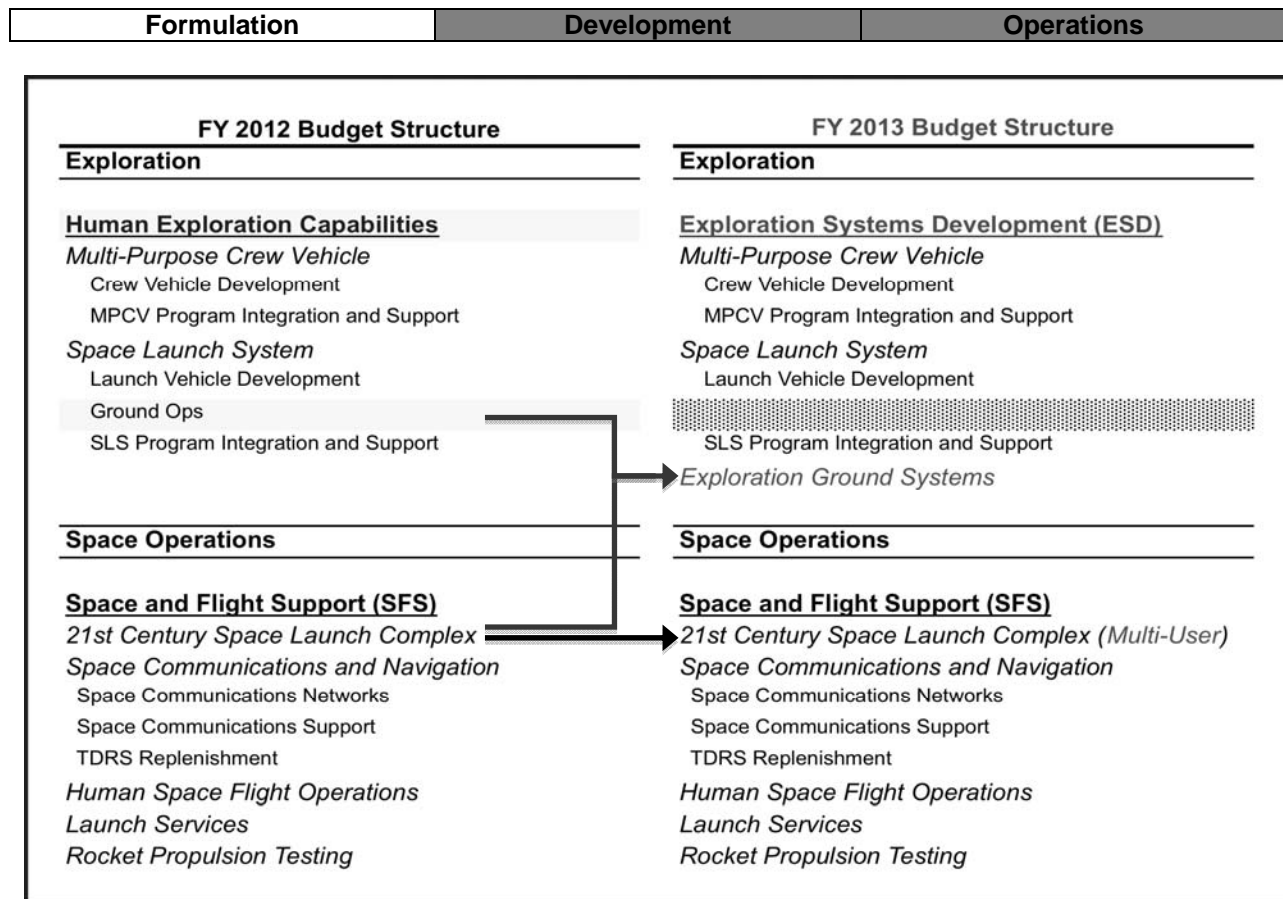 Formulation Development Operations
FY 2012 Budget Structure
Exploration
Human Exploration Capabilities
Multi-Purpose Crew Vehicle
Crew Vehicle Development
MPCV Program Integration and Support
Space Launch System
Launch Vehicle Development
Ground Ops
SLS Program Integration and Support
Space Operations
Space and Flight Support (SFS)
21st Century Space Launch Complex
Space Communications and Navigation
Space Communications Networks
Space Communications Support
TDRS Replenishment
Human Space Flight Operations
Launch Services
Rocket Propulsion Testing
FY 2013 Budget Structure
Exploration
Exploration Systems Development (ESD)
Multi-Purpose Crew Vehicle
Crew Vehicle Development
MPCV Program Integration and Support
Space Launch System
Launch Vehicle Development
SLS Program Integration and Support
Exploration Ground Systems
Space Operations
Space and Flight Support (SFS)
21st Century Space Launch Complex (Multi-User)
Space Communications and Navigation
Space Communications Networks
Space Communications Support
TDRS Replenishment
Human Space Flight Operations
Launch Services
Rocket Propulsion Testing